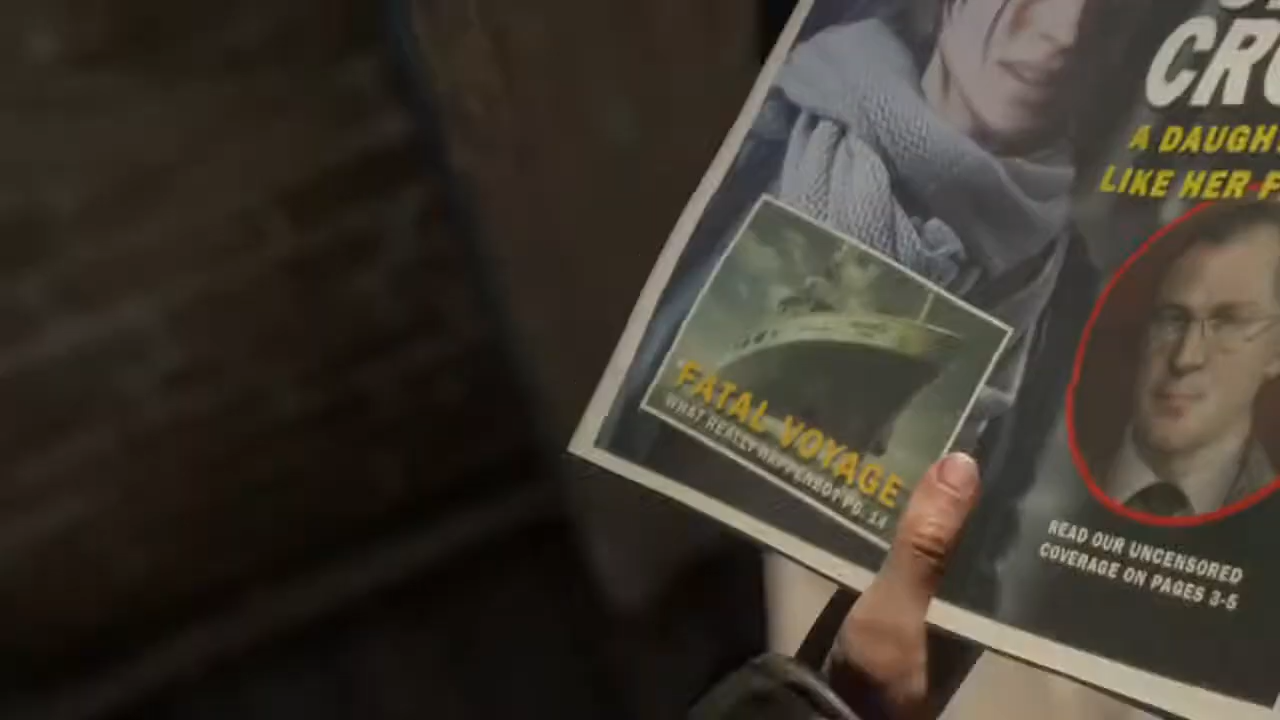 CR
A DAUGH
LIKE HER F
FATAL VOYAGE
WHAT REALLY HAPPENED? PG. 14
READ OUR UNCENSORED
COVERAGE ON PAGES 3-5